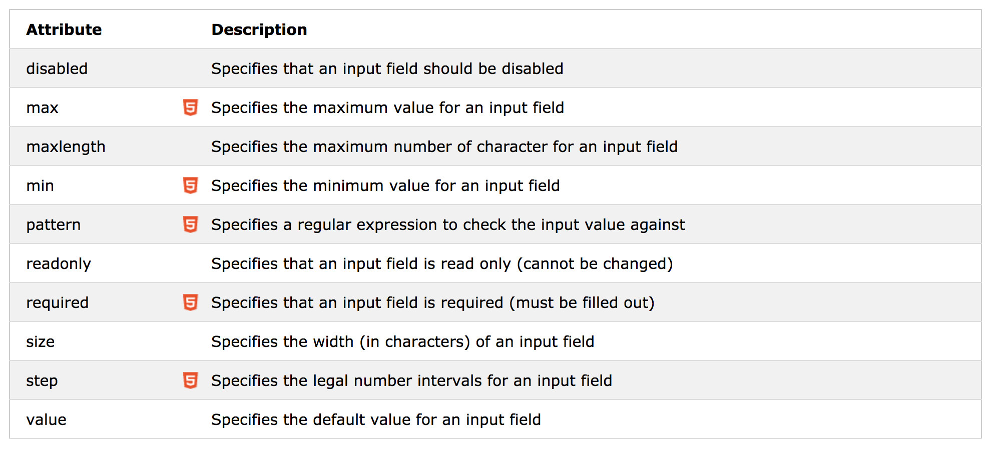 Attribute Description
disabled Specifies that an input field should be disabled
max 5 Specifies the maximum value for an input field
maxlength Specifies the maximum number of character for an input field
min 5 Specifies the minimum value for an input field
pattern 5 Specifies a regular expression to check the input value against
readonly Specifies that an input field is read only (cannot be changed)
required 5 Specifies that an input field is required (must be filled out)
size Specifies the width (in characters) of an input field
step 5 Specifies the legal number intervals for an input field
value Specifies the default value for an input field